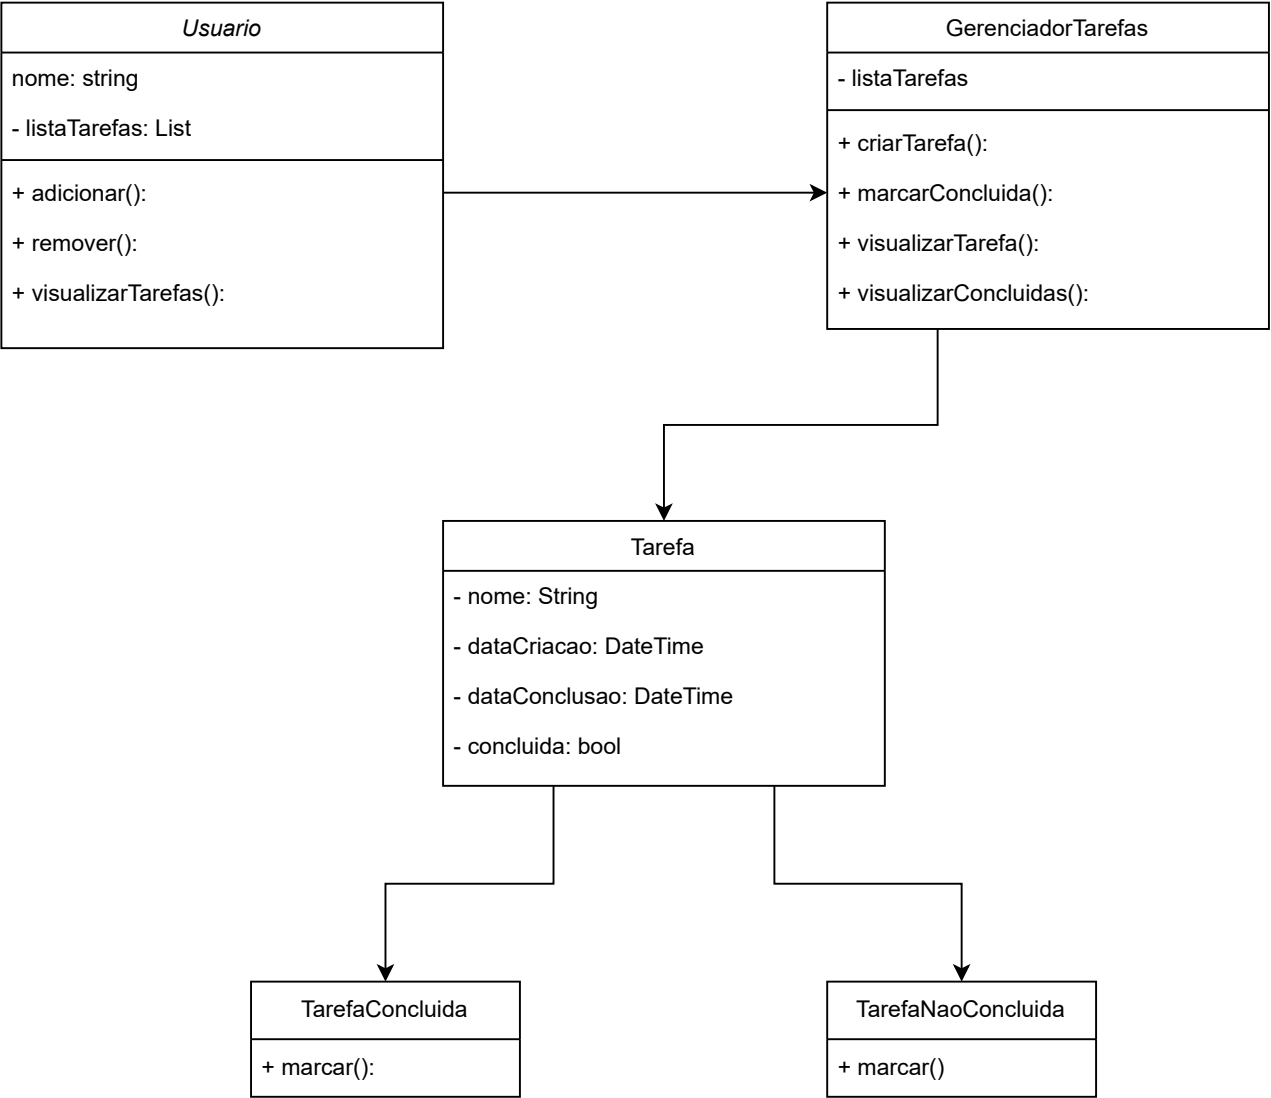 Usuario
nome: string
- listaTarefas: List
+ adicionar():
+ remover():
+ visualizarTarefas():
GerenciadorTarefas
- listaTarefas
+ criarTarefa():
+ marcarConcluida():
+ visualizarTarefa():
+ visualizarConcluidas():
Tarefa
- nome: String
- dataCriacao: DateTime
- dataConclusao: DateTime
- concluida: bool
TarefaConcluida
+ marcar():
TarefaNaoConcluida
+ marcar()